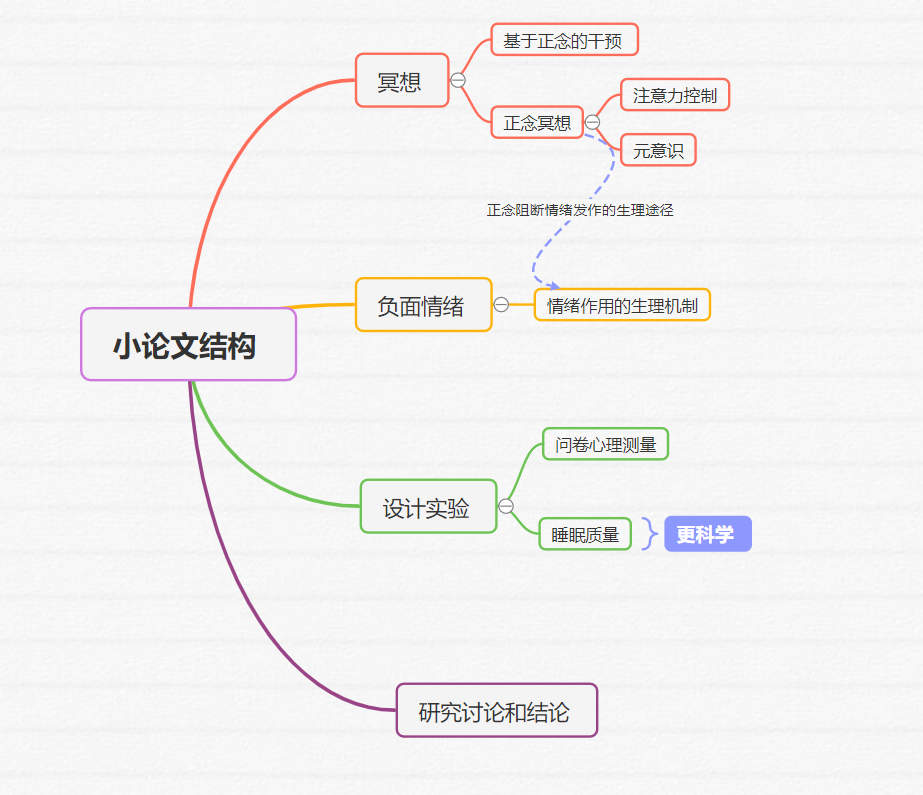 小论文结构
冥想
基于正念的干预
正念冥想
注意力控制
元意识
正念阻断情绪发作的生理途径
负面情绪
情绪作用的生理机制
设计实验
问卷心理测量
睡眠质量
更科学
研究讨论和结论